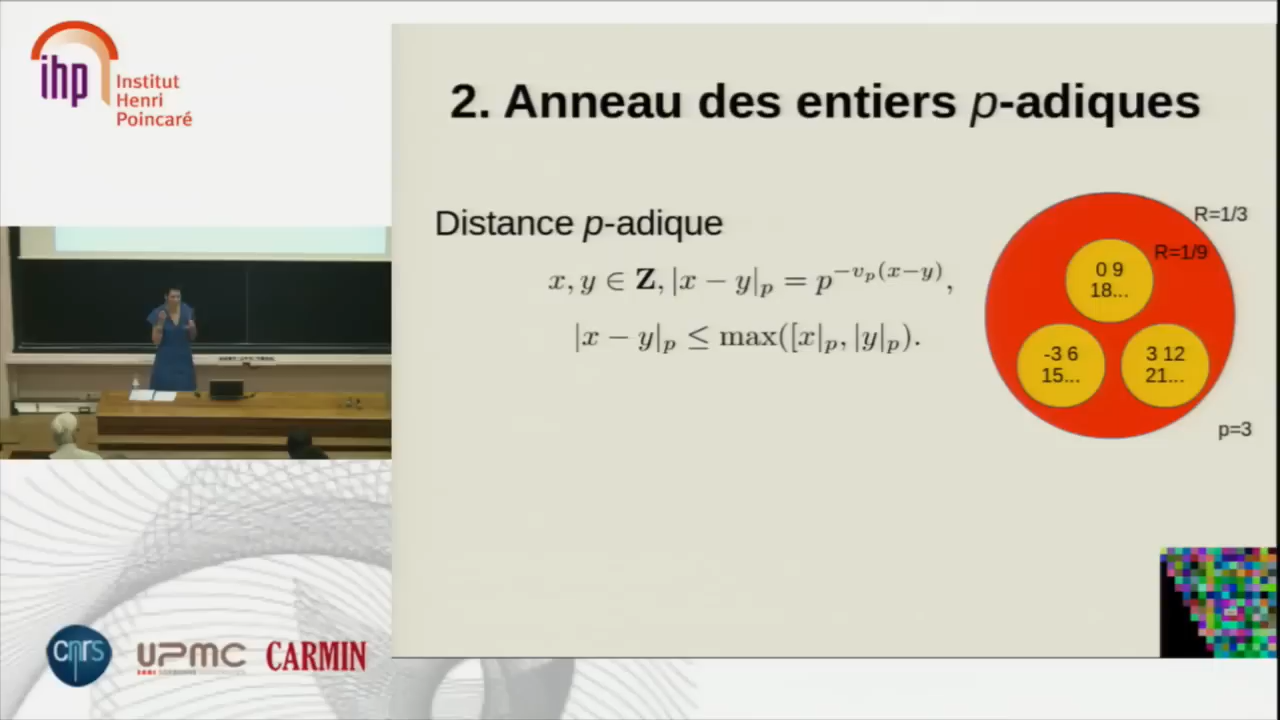 ihp
Institut
Henri
Poincaré
2. Anneau des entiers p-adiques
Distance p-adique
x, y ∈ Z, |x − y|_p = p^{−v_p(x−y)},
|x − y|_p ≤ max([x|_p, |y|_p).
R=1/3
R=1/9
0 9
18...
-3 6
15...
3 12
21...
p=3
cnrs
UPMC
CARMIN